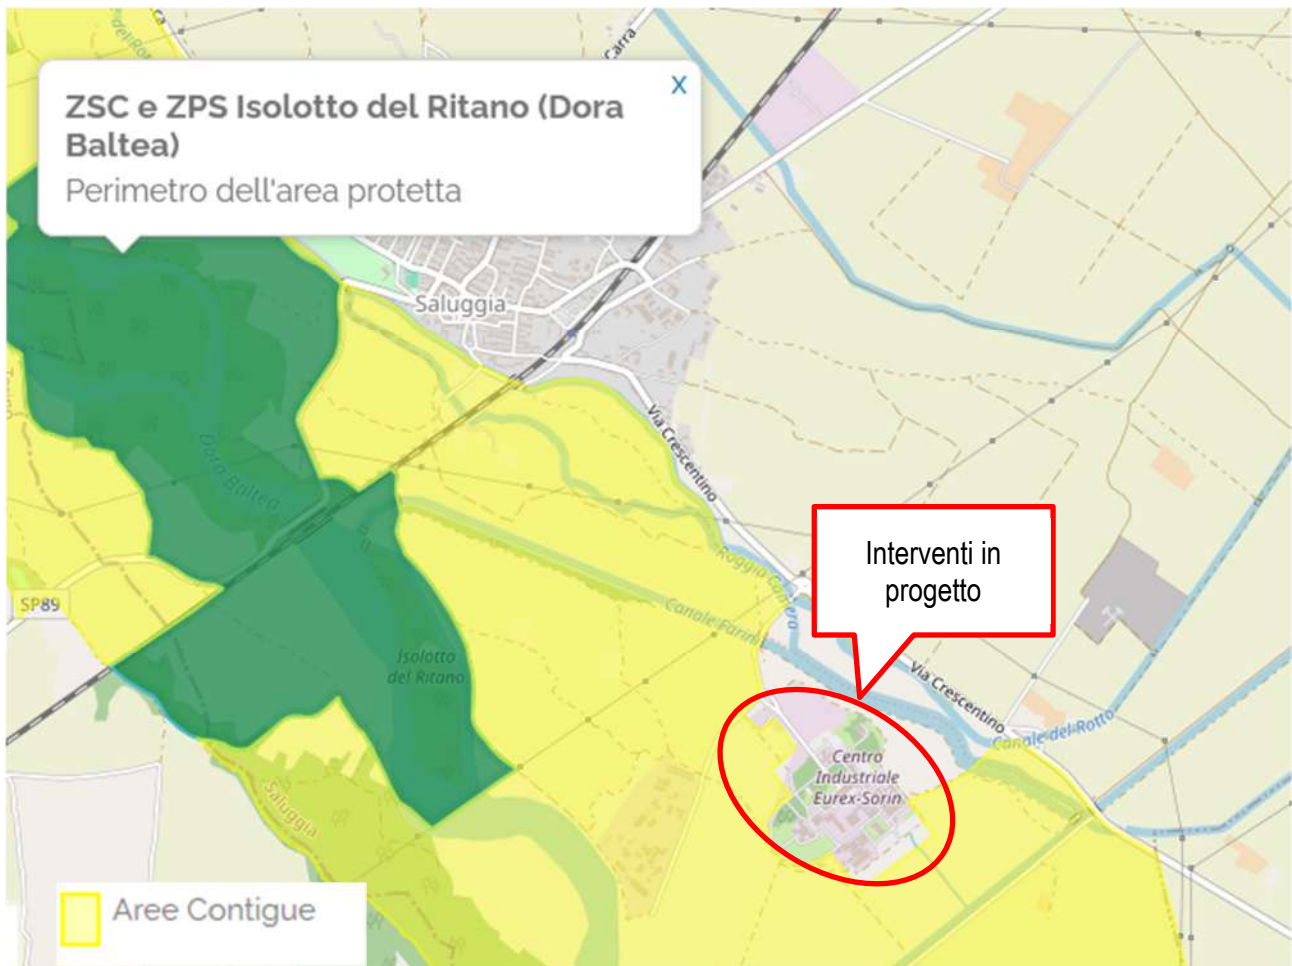 Carra
x
ZSC e ZPS Isolotto del Ritano (Dora
Baltea)
Perimetro dell'area protetta
Saluggia
Via Crescentino
Dora Baltea
Interventi in
progetto
Roggia Camera
Canale Farini
SP89
Isolotto
del Ritano
Via Crescentino
Canale del Rotto
Centro
Industriale
Eurex-Sorin
Saluggia
Aree Contigue